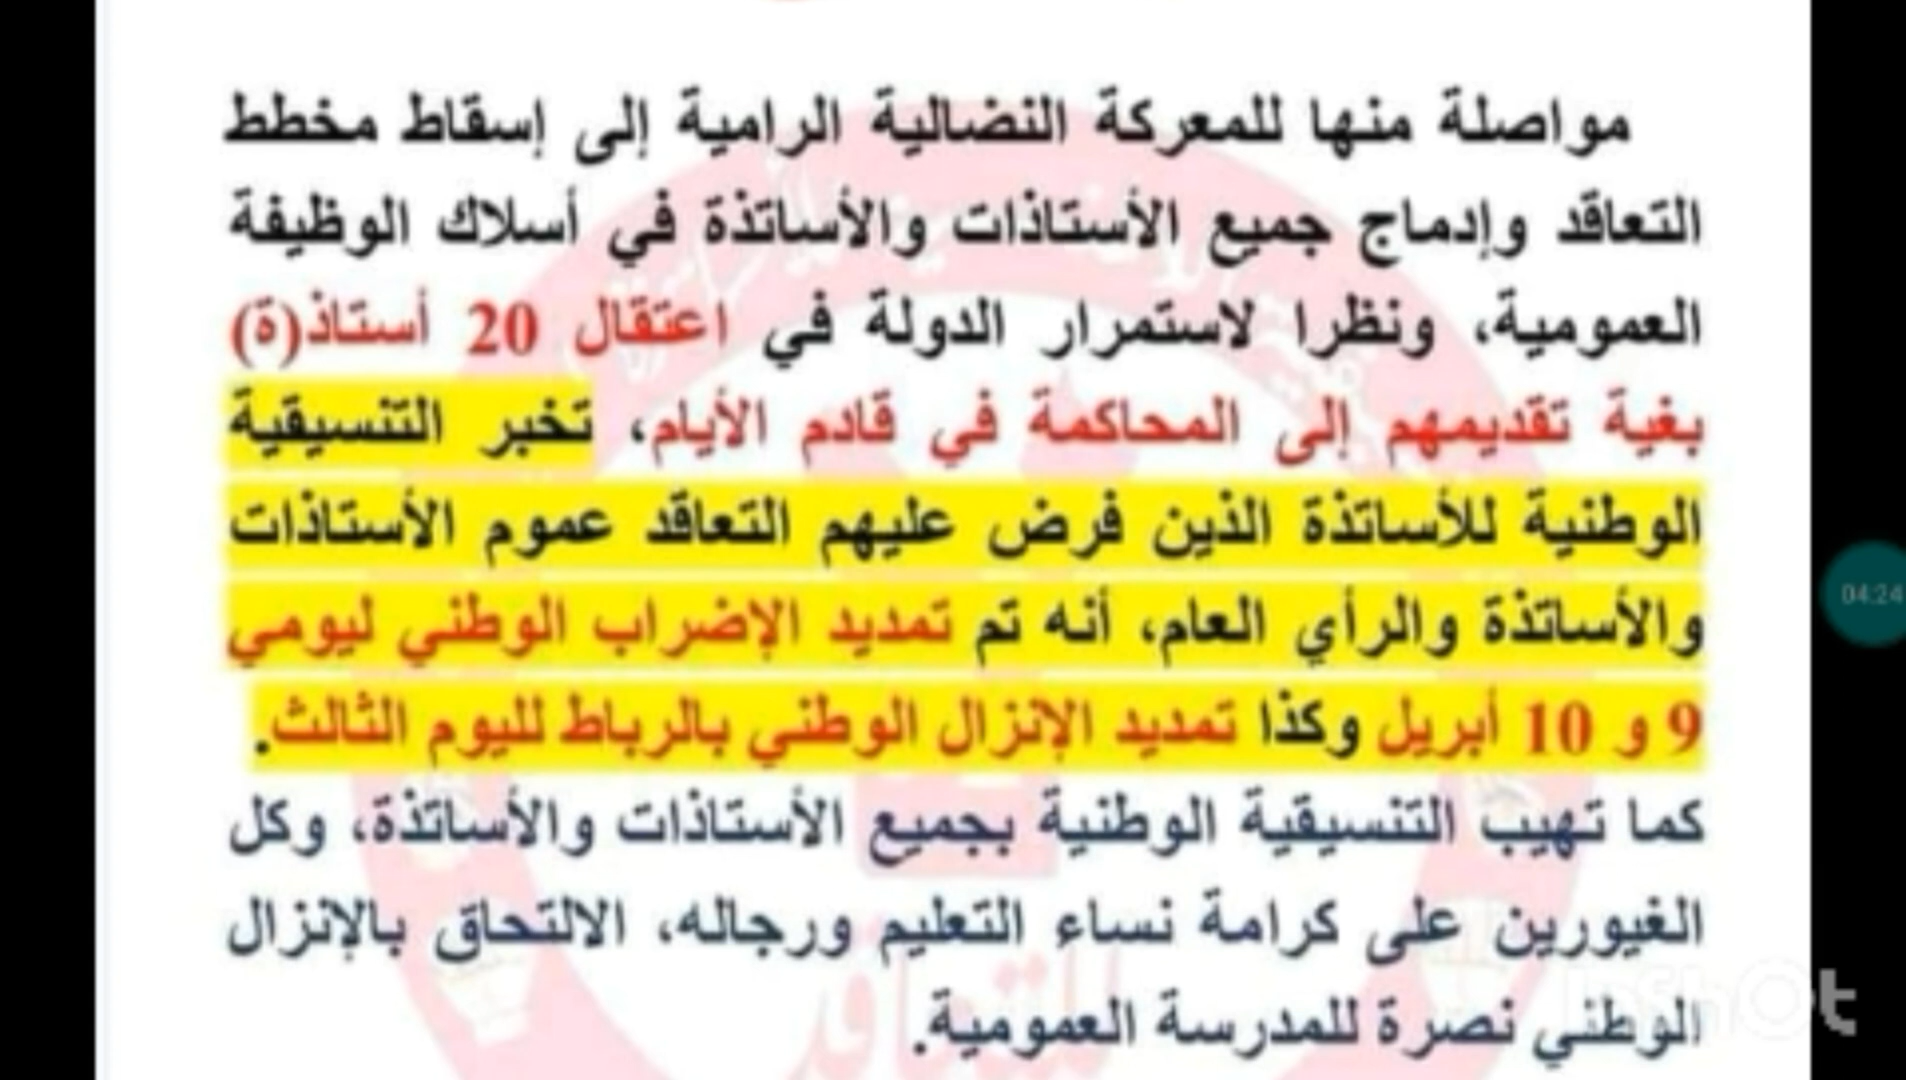 مواصلة منها للمعركة النضالية الرامية إلى إسقاط مخطط
التعاقد وإدماج جميع الأستاذات والأساتذة في أسلاك الوظيفة
العمومية، ونظرا لاستمرار الدولة في اعتقال 20 أستاذ(ة)
بغية تقديمهم إلى المحاكمة في قادم الأيام، تخبر التنسيقية
الوطنية للأساتذة الذين فرض عليهم التعاقد عموم الأستاذات
والأساتذة والرأي العام، أنه تم تمديد الإضراب الوطني ليومي
9 و 10 أبريل وكذا تمديد الإنزال الوطني بالرباط لليوم الثالث.
كما تهيب التنسيقية الوطنية بجميع الأستاذات والأساتذة، وكل
الغيورين على كرامة نساء التعليم ورجاله، الالتحاق بالإنزال
الوطني نصرة للمدرسة العمومية.
04:24
InShOt